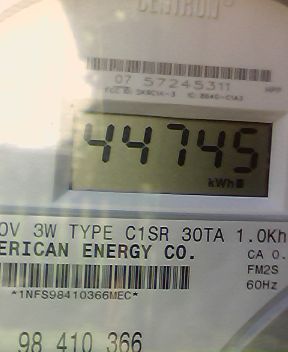 CENTRON®
07 57245311
44745
kWh
0V 3W TYPE C1SR 30TA 1.0Kh
ERICAN ENERGY CO.
CA 0.
FM2S
60Hz
*1NFS98410366MEC*
98 410 366